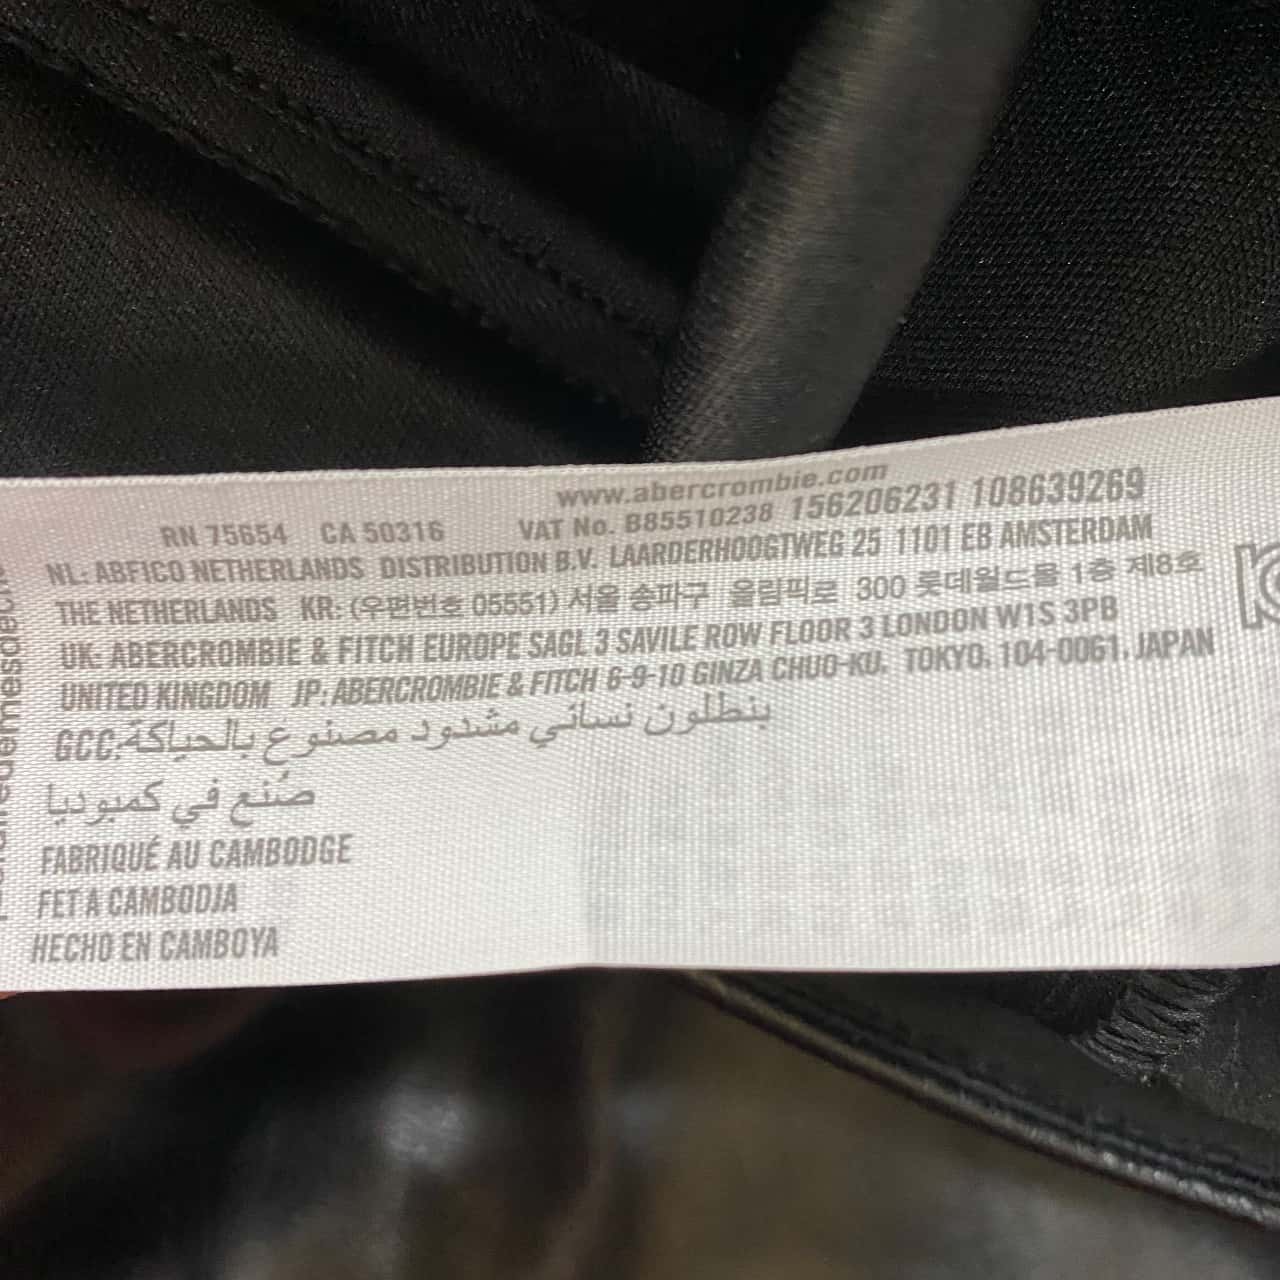 www.abercrombie.com
RN 75654 CA 50316 VAT No. B85510238 156206231 108639269
NL: ABFICO NETHERLANDS DISTRIBUTION B.V. LAARDERHOOGTWEG 25 1101 EB AMSTERDAM
THE NETHERLANDS KR: (우편번호 05551) 서울 송파구 올림픽로 300 롯데월드몰 1층 제8호
UK: ABERCROMBIE & FITCH EUROPE SAGL 3 SAVILE ROW FLOOR 3 LONDON W1S 3PB
UNITED KINGDOM JP: ABERCROMBIE & FITCH 6-9-10 GINZA CHUO-KU, TOKYO, 104-0061, JAPAN
GCC: بنطلون نسائي مشدود مصنوع بالحياكة
صُنع في كمبوديا
FABRIQUÉ AU CAMBODGE
FET A CAMBODJA
HECHO EN CAMBOYA